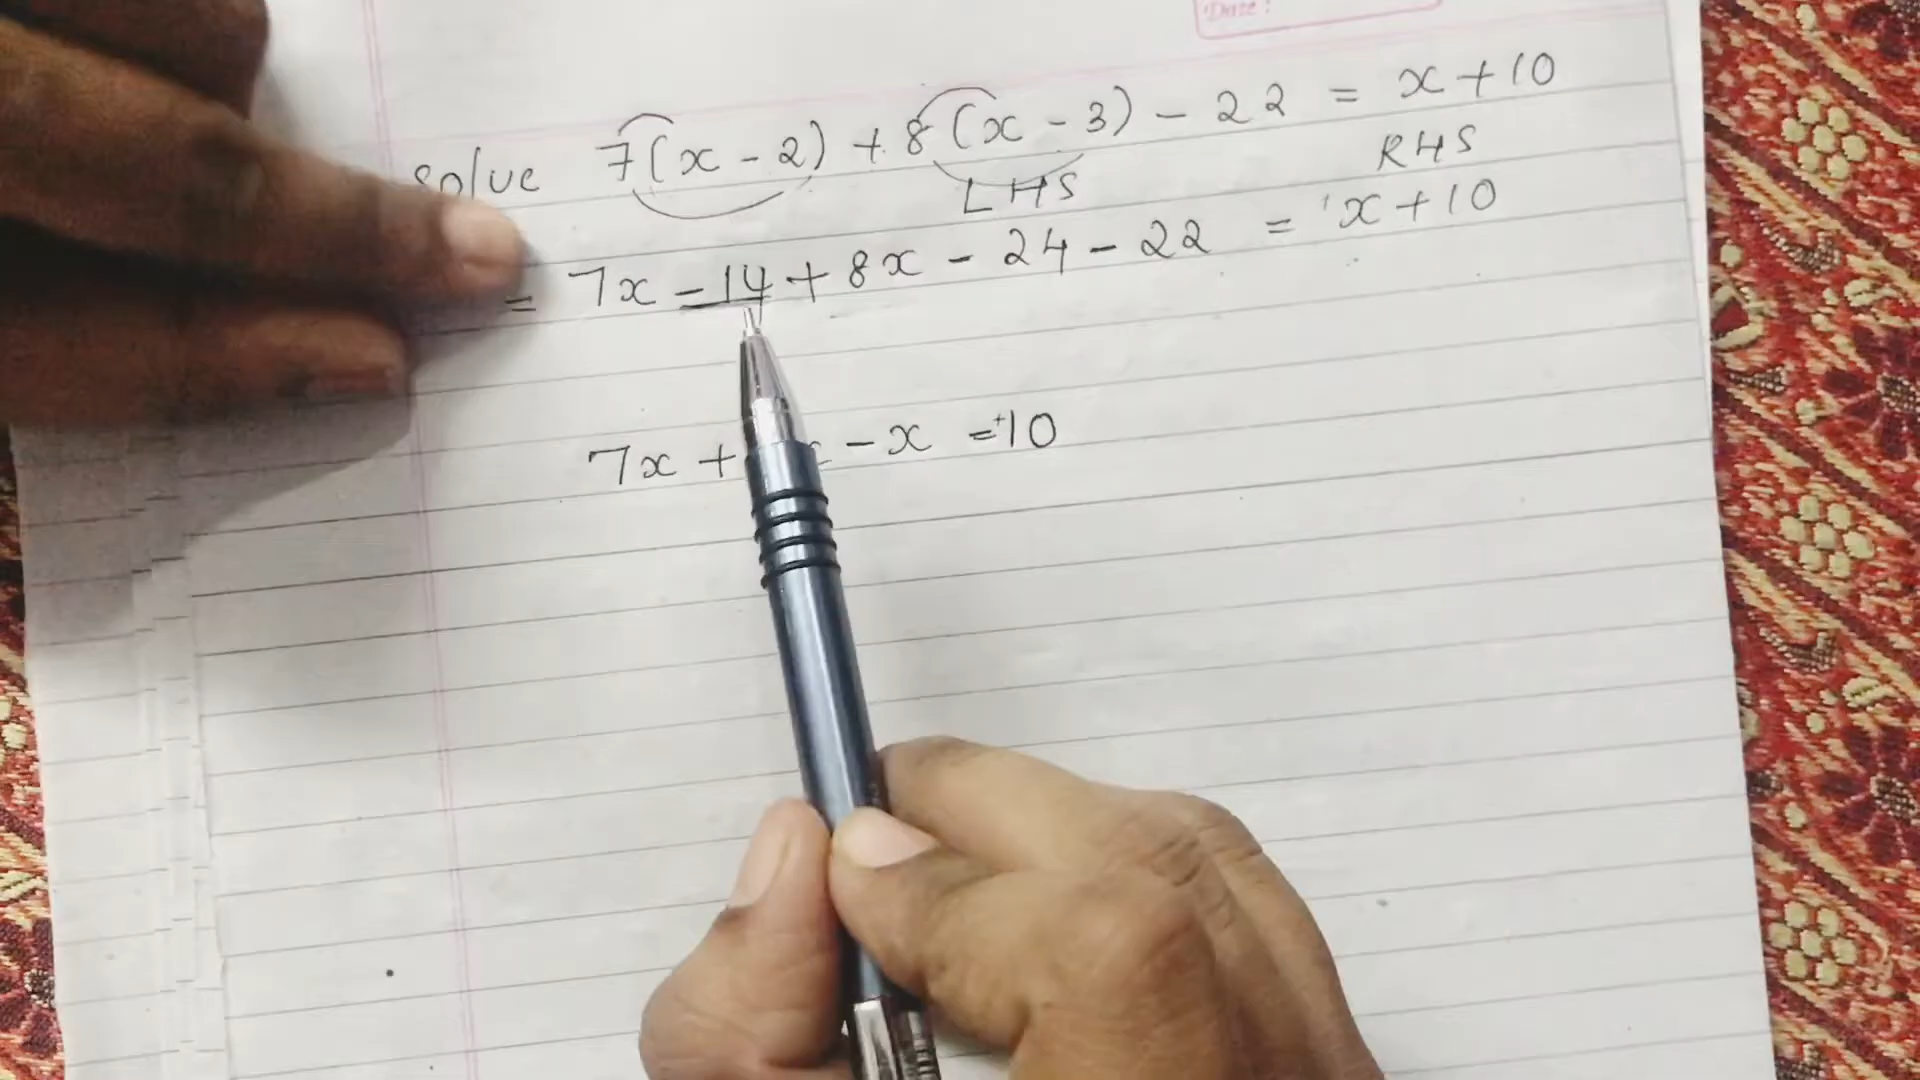 Date :
solve 7(x - 2) + 8(x - 3) - 22 = x + 10
LHS RHS
= 7x - 14 + 8x - 24 - 22 = x + 10
7x + x - x = +10